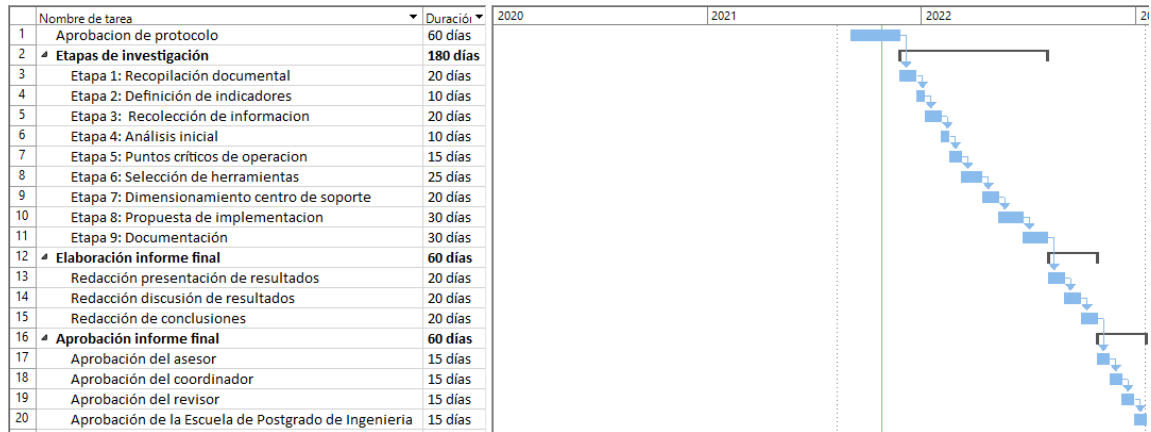 Nombre de tarea Duración 2020 2021 2022
1 Aprobacion de protocolo 60 días
2 Etapas de investigación 180 días
3 Etapa 1: Recopilación documental 20 días
4 Etapa 2: Definición de indicadores 10 días
5 Etapa 3: Recolección de informacion 20 días
6 Etapa 4: Análisis inicial 10 días
7 Etapa 5: Puntos críticos de operacion 15 días
8 Etapa 6: Selección de herramientas 25 días
9 Etapa 7: Dimensionamiento centro de soporte 20 días
10 Etapa 8: Propuesta de implementacion 30 días
11 Etapa 9: Documentación 30 días
12 Elaboración informe final 60 días
13 Redacción presentación de resultados 20 días
14 Redacción discusión de resultados 20 días
15 Redacción de conclusiones 20 días
16 Aprobación informe final 60 días
17 Aprobación del asesor 15 días
18 Aprobación del coordinador 15 días
19 Aprobación del revisor 15 días
20 Aprobación de la Escuela de Postgrado de Ingenieria 15 días